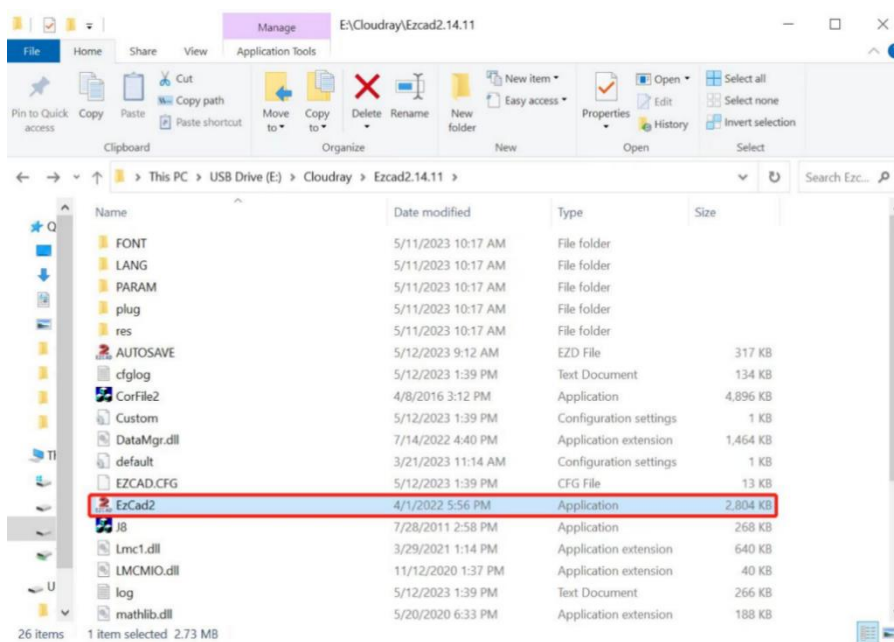 Manage E:\Cloudray\Ezcad2.14.11
File Home Share View Application Tools
Pin to Quick access
Copy
Paste
Cut
Copy path
Paste shortcut
Clipboard
Move to
Copy to
Delete
Rename
Organize
New folder
New item
Easy access
New
Properties
Open
Edit
History
Open
Select all
Select none
Invert selection
Select
This PC > USB Drive (E:) > Cloudray > Ezcad2.14.11 >
Search Ezc...
Name Date modified Type Size
FONT 5/11/2023 10:17 AM File folder
LANG 5/11/2023 10:17 AM File folder
PARAM 5/11/2023 10:17 AM File folder
plug 5/11/2023 10:17 AM File folder
res 5/11/2023 10:17 AM File folder
AUTOSAVE 5/12/2023 9:12 AM EZD File 317 KB
cfglog 5/12/2023 1:39 PM Text Document 134 KB
CorFile2 4/8/2016 3:12 PM Application 4,896 KB
Custom 5/12/2023 1:39 PM Configuration settings 1 KB
DataMgr.dll 7/14/2022 4:40 PM Application extension 1,464 KB
default 3/21/2023 11:14 AM Configuration settings 1 KB
EZCAD.CFG 5/12/2023 1:39 PM CFG File 13 KB
EzCad2 4/1/2022 5:56 PM Application 2,804 KB
J8 7/28/2011 2:58 PM Application 268 KB
Lmc1.dll 3/29/2021 1:14 PM Application extension 640 KB
LMCMIO.dll 11/12/2020 1:37 PM Application extension 40 KB
log 5/12/2023 1:39 PM Text Document 266 KB
mathlib.dll 5/20/2020 6:33 PM Application extension 188 KB
Q
Th
U
26 items 1 item selected 2.73 MB